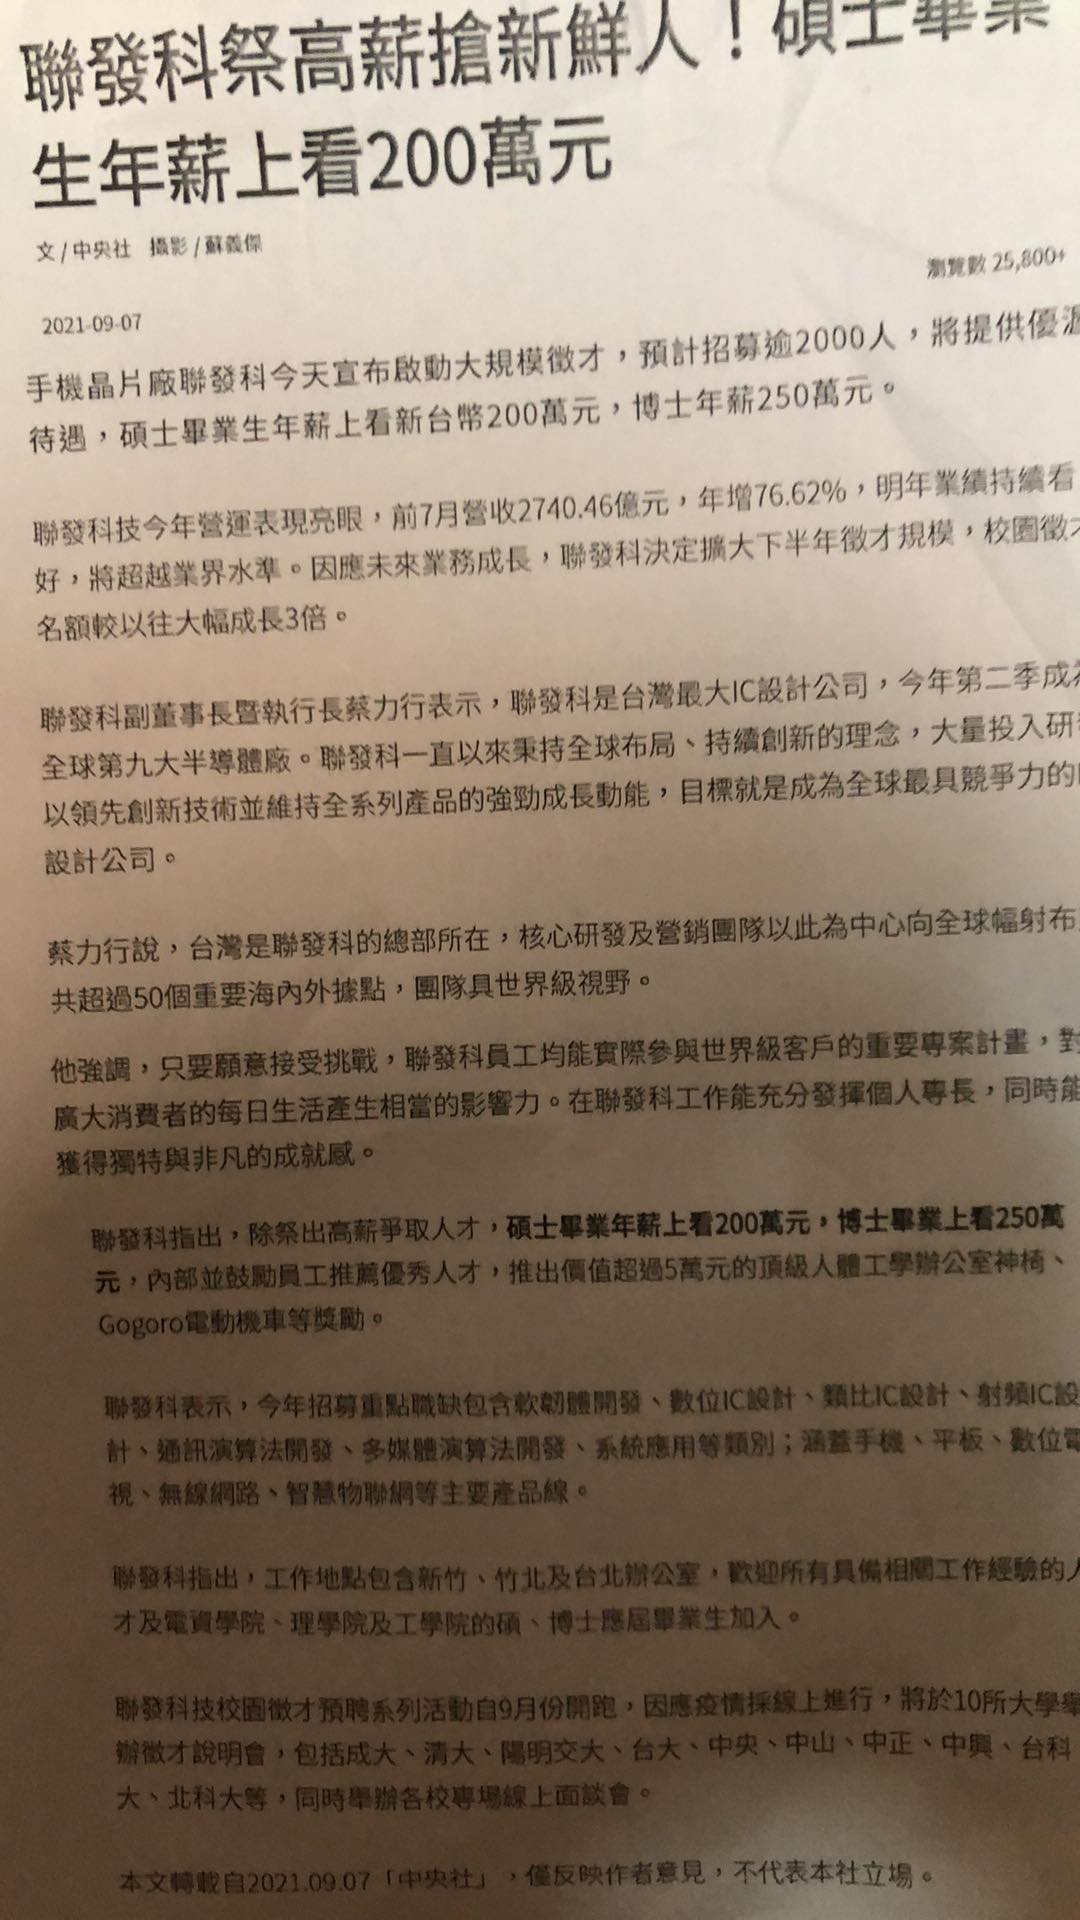 聯發科祭高薪搶新鮮人！碩士畢業
生年薪上看200萬元
文/中央社 攝影/蘇義傑
瀏覽數 25,800+
2021-09-07
手機晶片廠聯發科今天宣布啟動大規模徵才，預計招募逾2000人，將提供優渥
待遇，碩士畢業生年薪上看新台幣200萬元，博士年薪250萬元。
聯發科技今年營運表現亮眼，前7月營收2740.46億元，年增76.62%，明年業績持續看
好，將超越業界水準。因應未來業務成長，聯發科決定擴大下半年徵才規模，校園徵才
名額較以往大幅成長3倍。
聯發科副董事長暨執行長蔡力行表示，聯發科是台灣最大IC設計公司，今年第二季成為
全球第九大半導體廠。聯發科一直以來秉持全球布局、持續創新的理念，大量投入研發
以領先創新技術並維持全系列產品的強勁成長動能，目標就是成為全球最具競爭力的
設計公司。
蔡力行說，台灣是聯發科的總部所在，核心研發及營銷團隊以此為中心向全球幅射布
共超過50個重要海內外據點，團隊具世界級視野。
他強調，只要願意接受挑戰，聯發科員工均能實際參與世界級客戶的重要專案計畫，對
廣大消費者的每日生活產生相當的影響力。在聯發科工作能充分發揮個人專長，同時能
獲得獨特與非凡的成就感。
聯發科指出，除祭出高薪爭取人才，碩士畢業年薪上看200萬元，博士畢業上看250萬
元，內部並鼓勵員工推薦優秀人才，推出價值超過5萬元的頂級人體工學辦公室神椅、
Gogoro電動機車等獎勵。
聯發科表示，今年招募重點職缺包含軟韌體開發、數位IC設計、類比IC設計、射頻IC設
計、通訊演算法開發、多媒體演算法開發、系統應用等類別；涵蓋手機、平板、數位電
視、無線網路、智慧物聯網等主要產品線。
聯發科指出，工作地點包含新竹、竹北及台北辦公室，歡迎所有具備相關工作經驗的人
才及電資學院、理學院及工學院的碩、博士應屆畢業生加入。
聯發科技校園徵才預聘系列活動自9月份開跑，因應疫情採線上進行，將於10所大學舉
辦徵才說明會，包括成大、清大、陽明交大、台大、中央、中山、中正、中興、台科
大、北科大等，同時舉辦各校專場線上面談會。
本文轉載自2021.09.07「中央社」，僅反映作者意見，不代表本社立場。